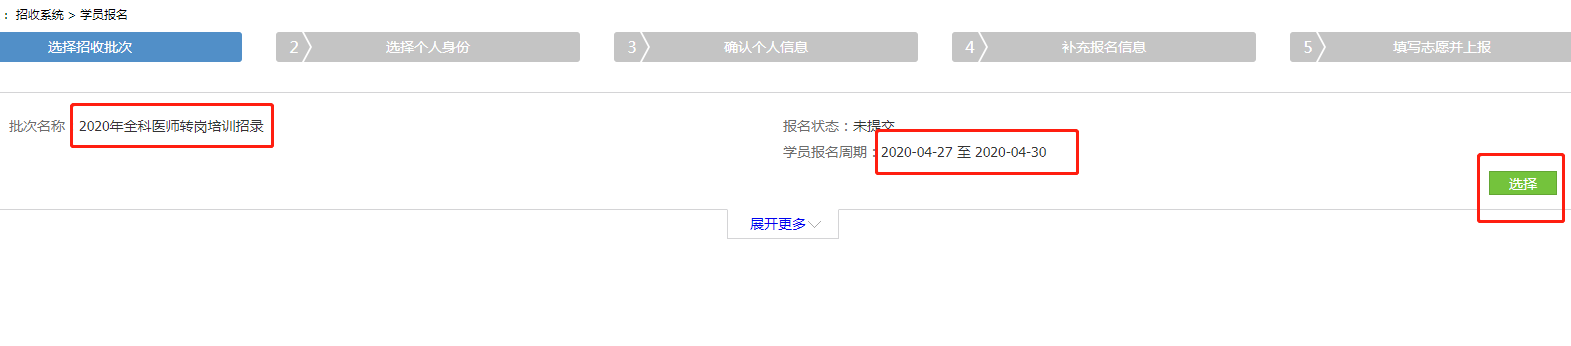 ：招收系统 > 学员报名
选择招收批次
2 选择个人身份
3 确认个人信息
4 补充报名信息
5 填写志愿并上报
批次名称 2020年全科医师转岗培训招录
报名状态：未提交
学员报名周期：2020-04-27 至 2020-04-30
选择
展开更多